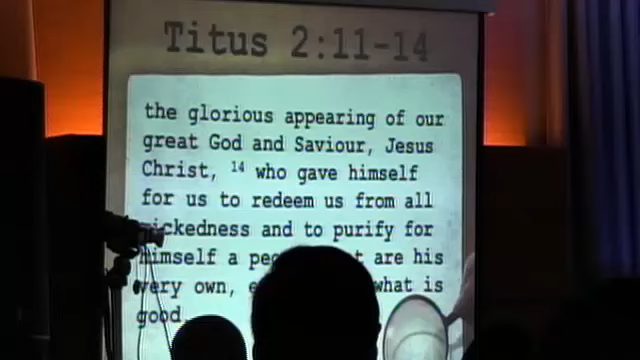 Titus 2:11-14
the glorious appearing of our
great God and Saviour, Jesus
Christ, 14 who gave himself
for us to redeem us from all
wickedness and to purify for
himself a are his
very own, what is
good.